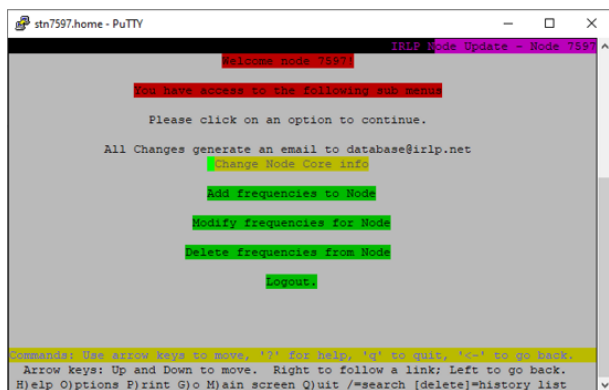 stn7597.home - PuTTY
IRLP Node Update - Node 7597
Welcome node 7597!
You have access to the following sub menus
Please click on an option to continue.
All Changes generate an email to database@irlp.net
Change Node Core info
Add frequencies to Node
Modify frequencies for Node
Delete frequencies from Node
Logout.
Commands: Use arrow keys to move, '?' for help, 'q' to quit, '<-' to go back.
Arrow keys: Up and Down to move.  Right to follow a link; Left to go back.
H)elp O)ptions P)rint G)o M)ain screen Q)uit /=search [delete]=history list